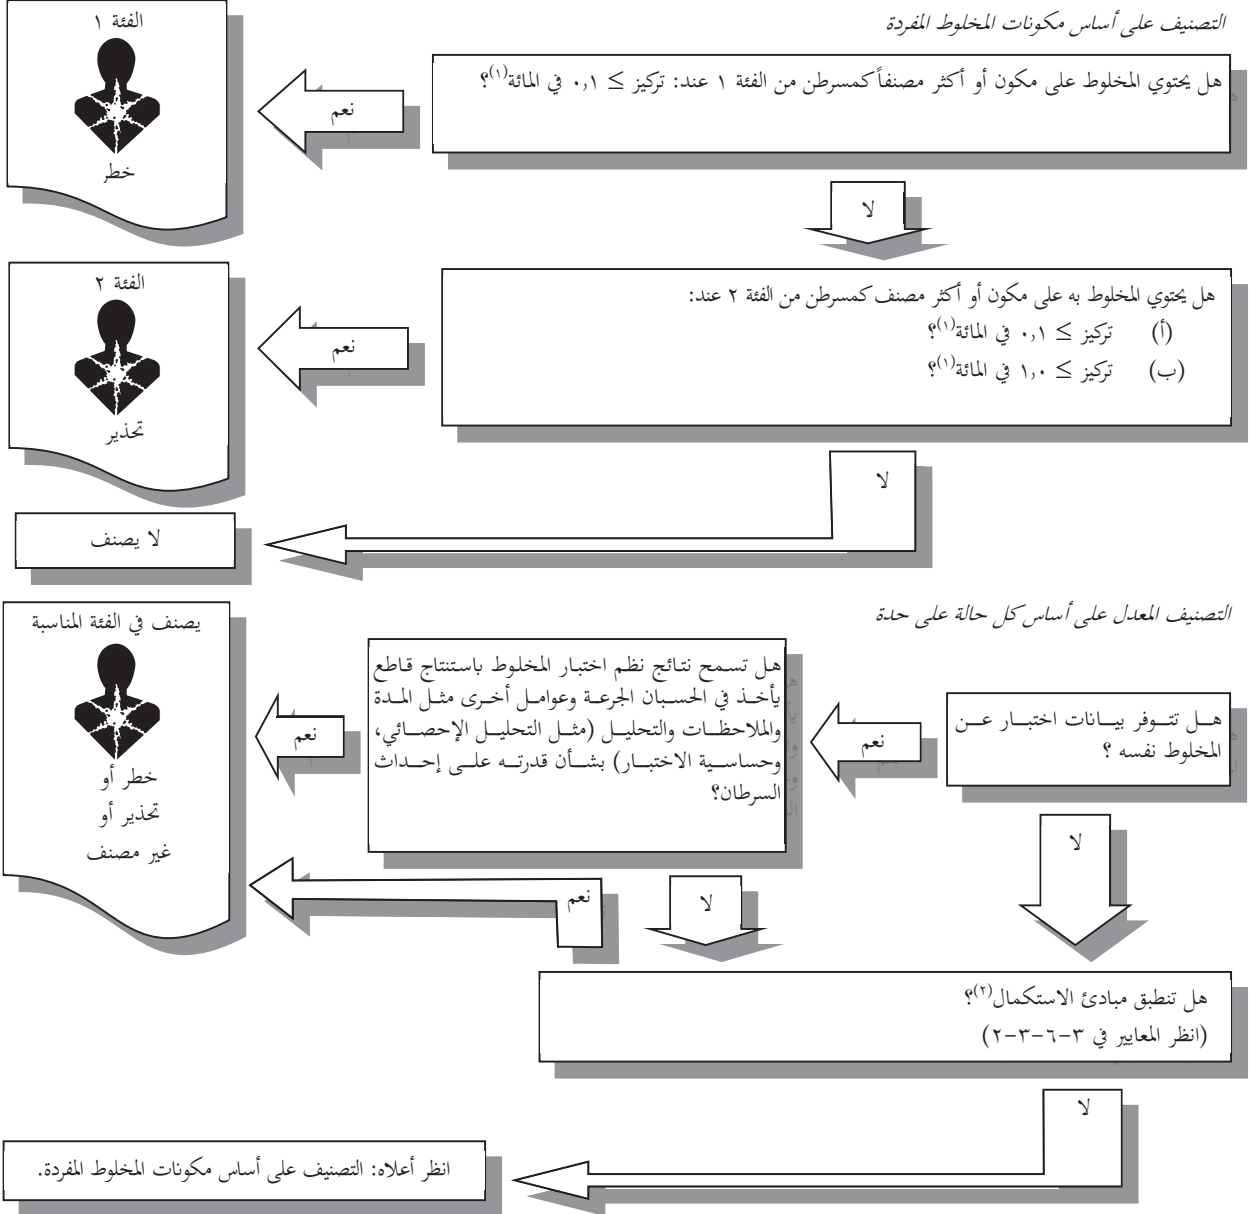 التصنيف على أساس مكونات المخلوط المفردة
هل يحتوي المخلوط على مكون أو أكثر مصنفاً كمسرطن من الفئة ١ عند: تركيز ≥ ٠,١ في المائة(١)؟
نعم
الفئة ١
خطر
لا
هل يحتوي المخلوط به على مكون أو أكثر مصنف كمسرطن من الفئة ٢ عند:
(أ) تركيز ≥ ٠,١ في المائة(١)؟
(ب) تركيز ≥ ١,٠ في المائة(١)؟
نعم
الفئة ٢
تحذير
لا
لا يصنف
التصنيف المعدل على أساس كل حالة على حدة
هل تتوفر بيانات اختبار عن
المخلوط نفسه ؟
نعم
هل تسمح نتائج نظم اختبار المخلوط باستنتاج قاطع
يأخذ في الحسبان الجرعة وعوامل أخرى مثل المدة
والملاحظات والتحليل (مثل التحليل الإحصائي،
وحساسية الاختبار) بشأن قدرته على إحداث
السرطان؟
نعم
يصنف في الفئة المناسبة
خطر أو
تحذير أو
غير مصنف
لا
لا
نعم
هل تنطبق مبادئ الاستكمال(٢)؟
(انظر المعايير في ٣-٦-٣-٢)
لا
انظر أعلاه: التصنيف على أساس مكونات المخلوط المفردة.